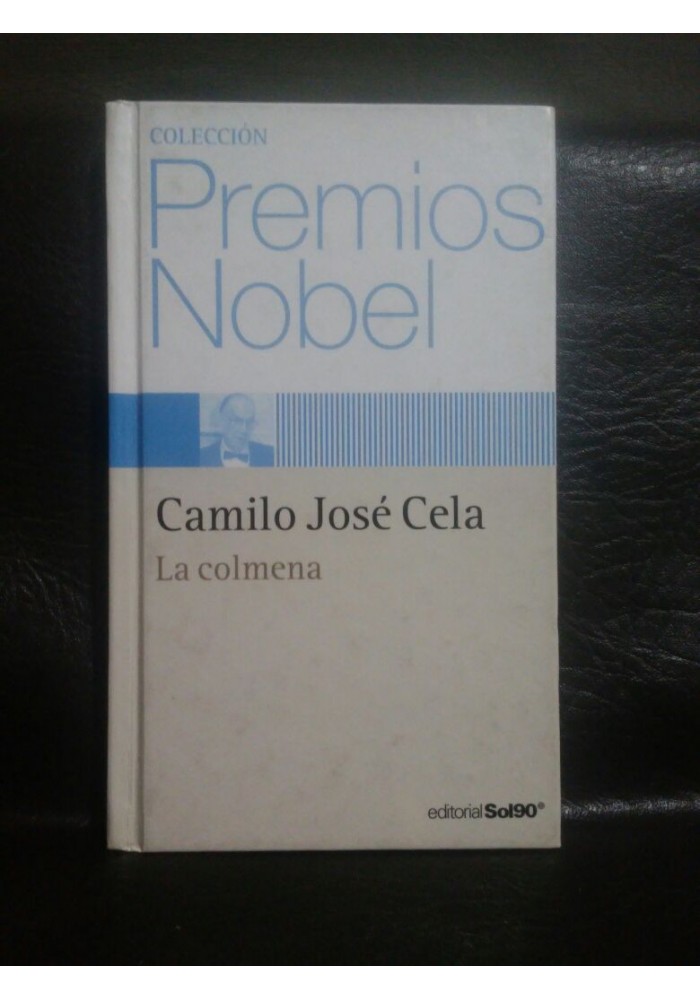 COLECCIÓN
Premios
Nobel
Camilo José Cela
La colmena
editorial Sol90®